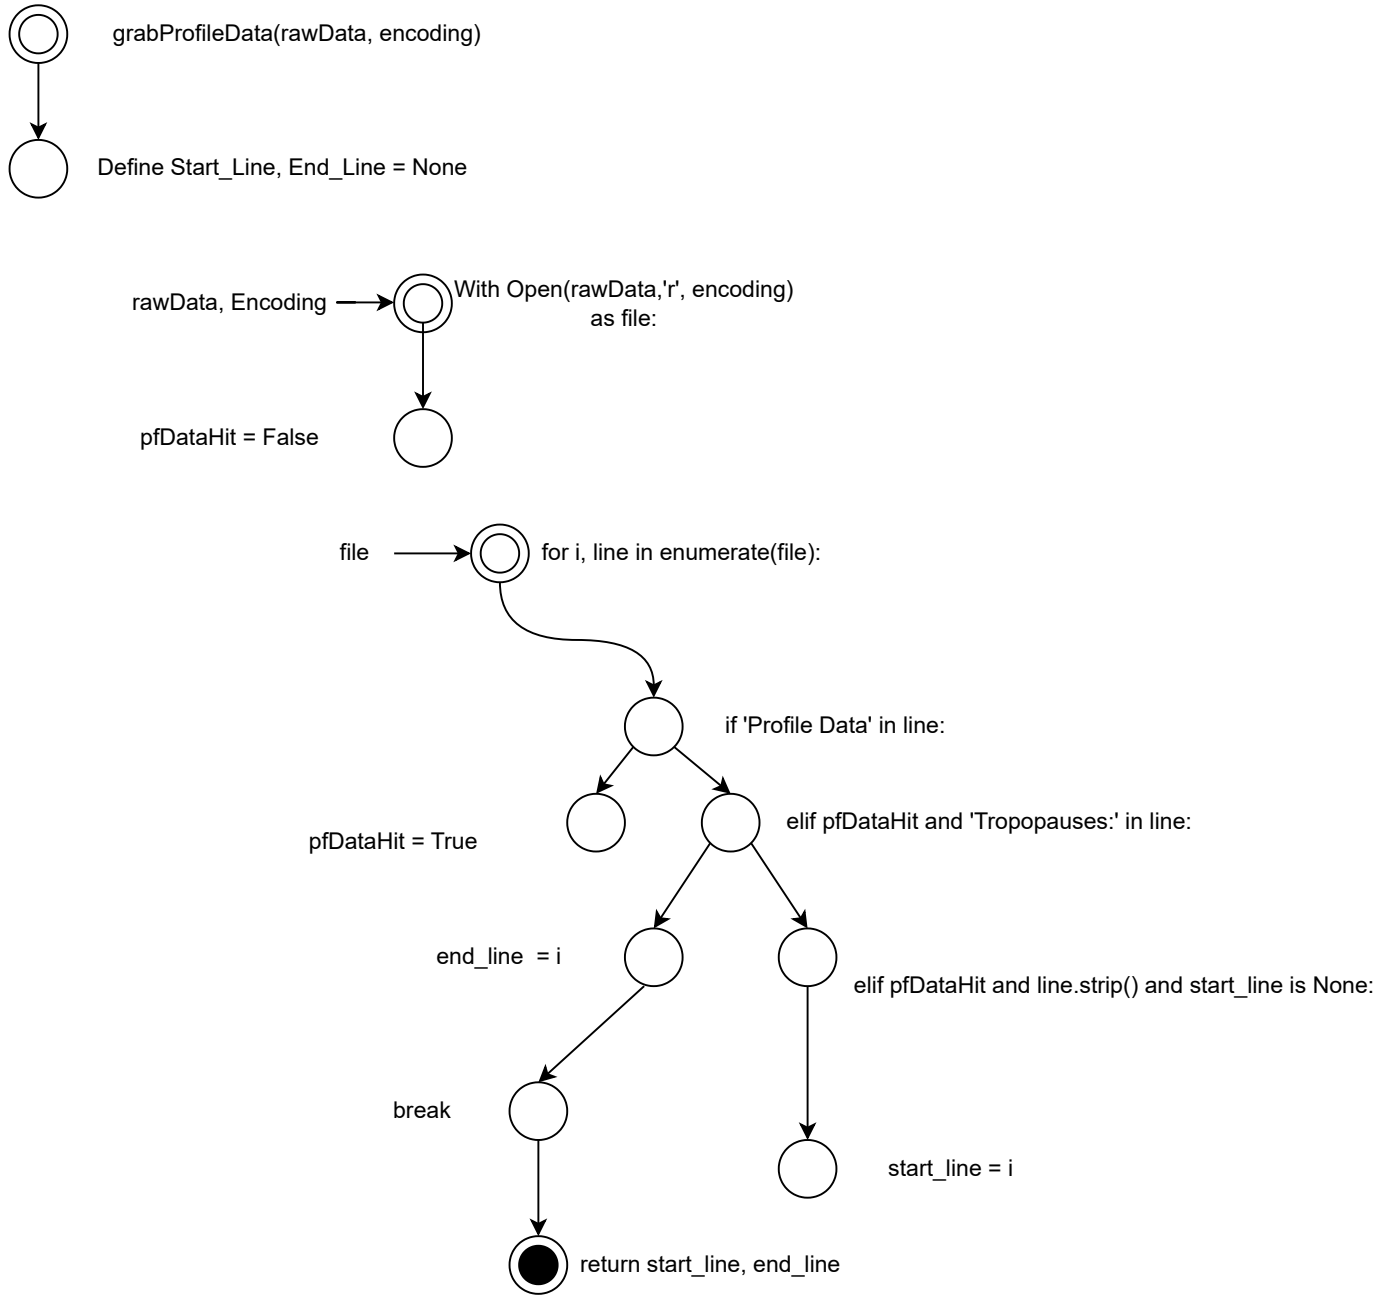 grabProfileData(rawData, encoding)
Define Start_Line, End_Line = None
rawData, Encoding
With Open(rawData,'r', encoding)
as file:
pfDataHit = False
file
for i, line in enumerate(file):
if 'Profile Data' in line:
pfDataHit = True
elif pfDataHit and 'Tropopauses:' in line:
end_line  = i
elif pfDataHit and line.strip() and start_line is None:
break
start_line = i
return start_line, end_line